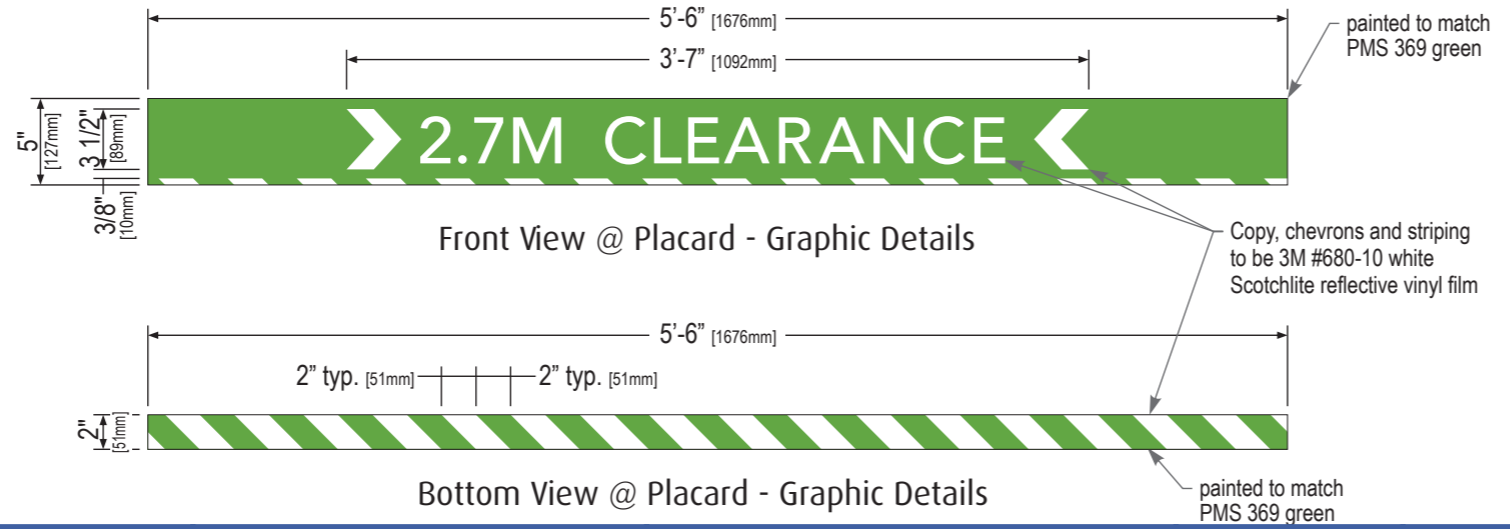 5'-6" [1676mm]
painted to match
PMS 369 green
3'-7" [1092mm]
5"
[127mm]
3 1/2"
[89mm]
3/8"
[10mm]
2.7M CLEARANCE
Front View @ Placard - Graphic Details
Copy, chevrons and striping
to be 3M #680-10 white
Scotchlite reflective vinyl film
5'-6" [1676mm]
2" typ. [51mm] 2" typ. [51mm]
2"
[51mm]
Bottom View @ Placard - Graphic Details
painted to match
PMS 369 green